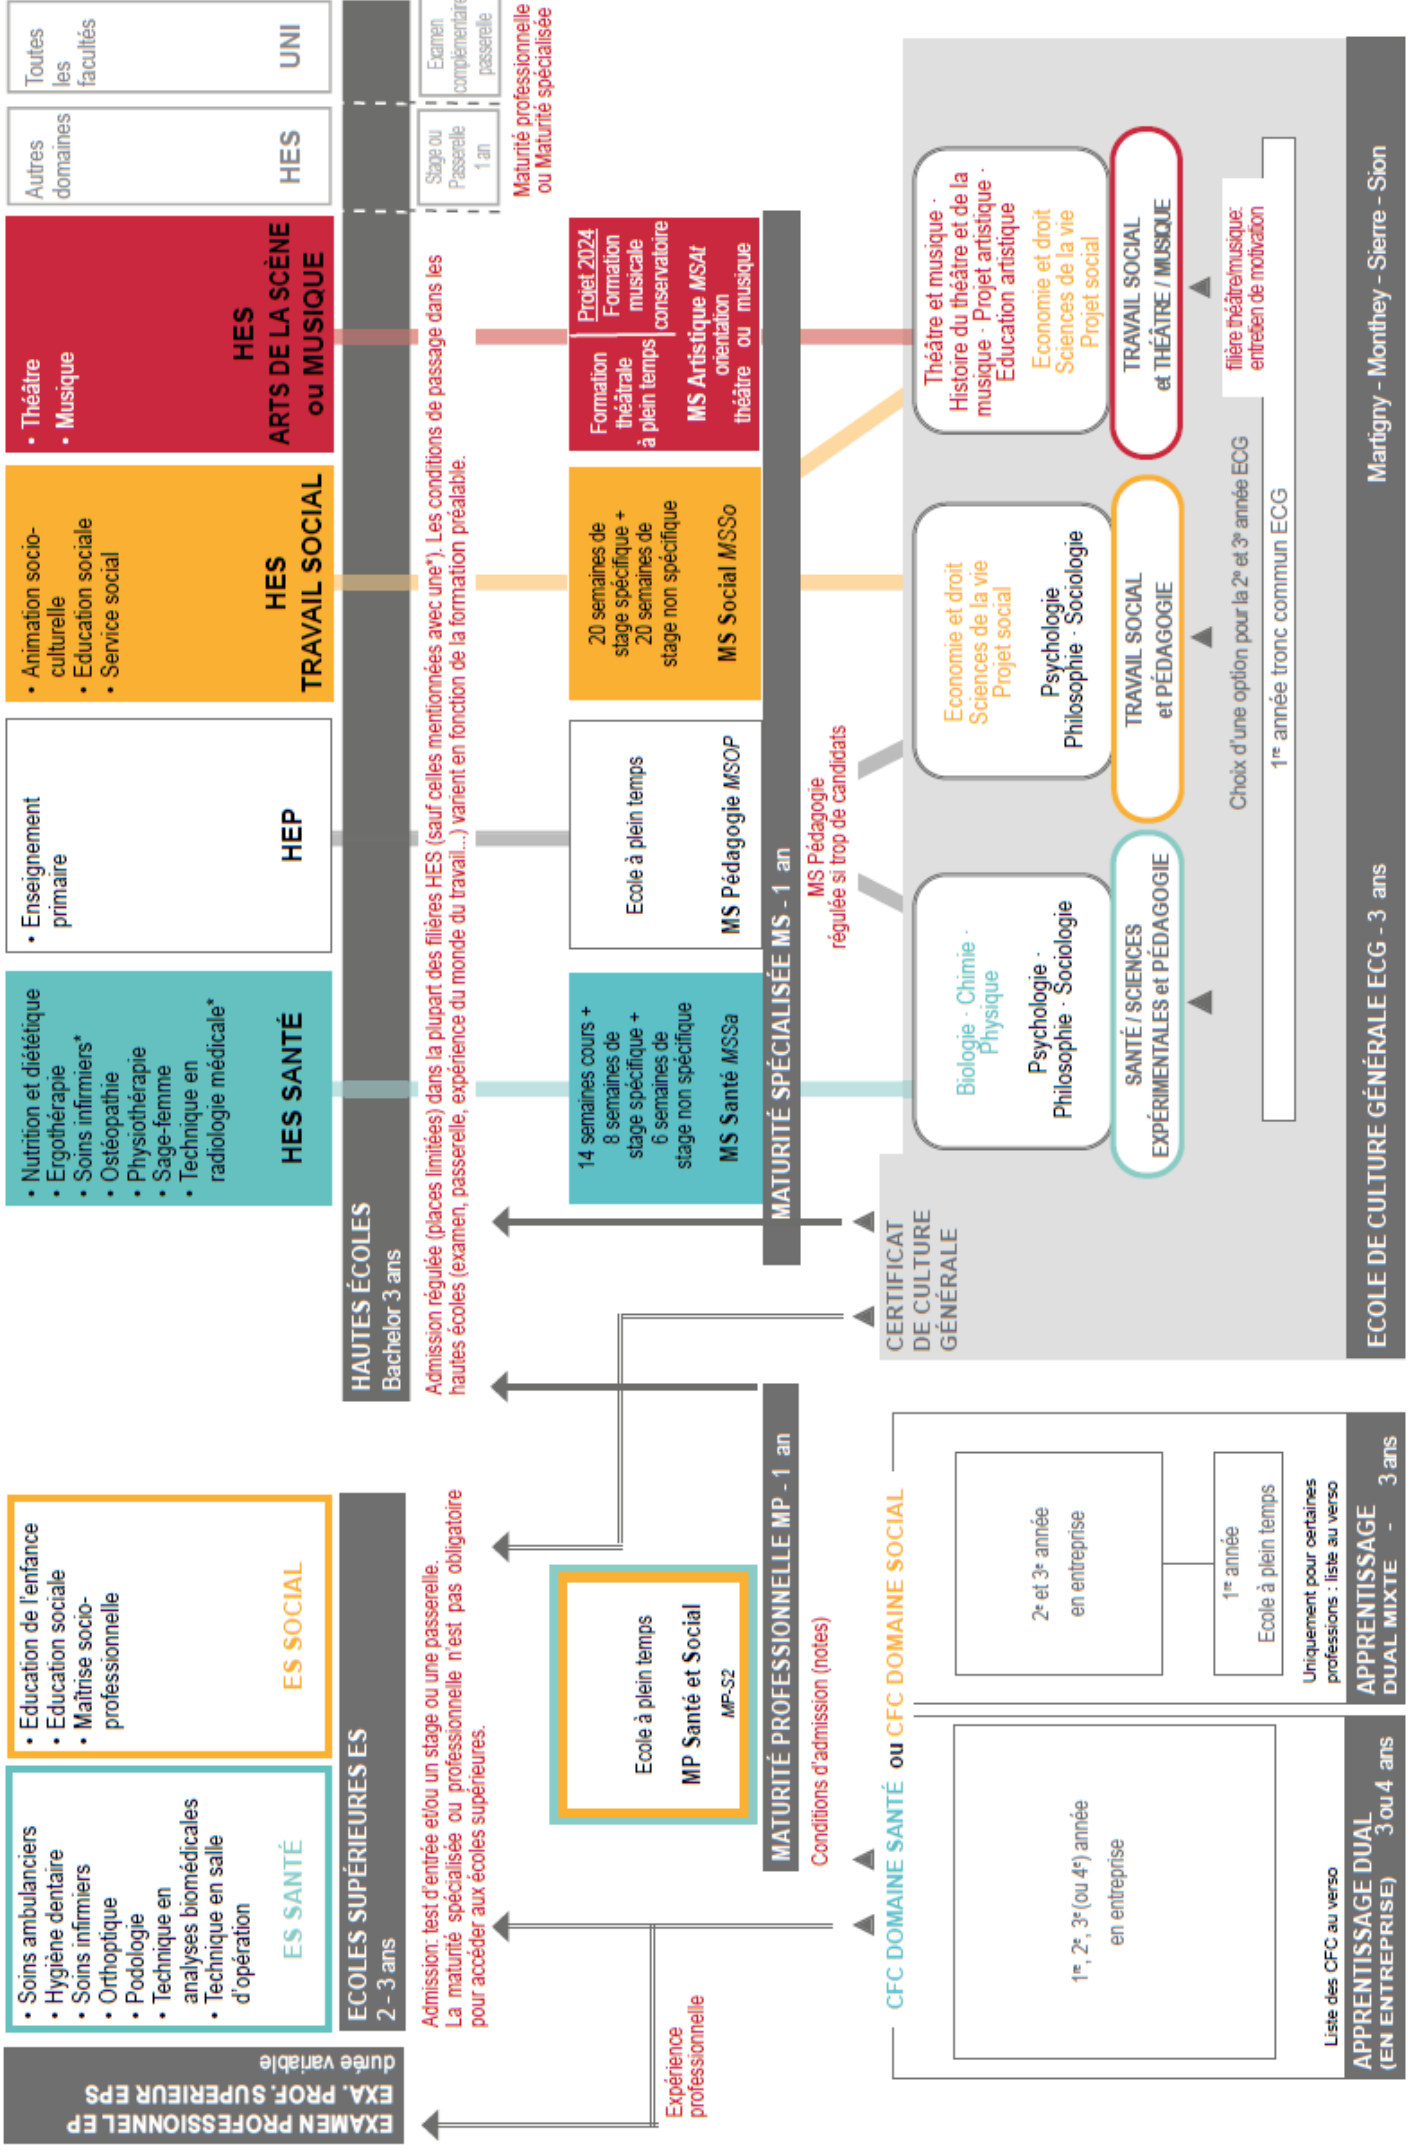 EXAMEN PROFESSIONNEL EP
EXA. PROF. SUPERIEUR EPS
durée variable
• Soins ambulanciers
• Hygiène dentaire
• Soins infirmiers
• Orthoptique
• Podologie
• Technique en
analyses biomédicales
• Technique en salle
d'opération
ES SANTÉ
• Education de l'enfance
• Education sociale
• Maîtrise socio-
professionnelle
ES SOCIAL
ECOLES SUPÉRIEURES ES
2 - 3 ans
Admission: test d'entrée et/ou un stage ou une passerelle.
La maturité spécialisée ou professionnelle n'est pas obligatoire
pour accéder aux écoles supérieures.
• Nutrition et diététique
• Ergothérapie
• Soins infirmiers*
• Ostéopathie
• Physiothérapie
• Sage-femme
• Technique en
radiologie médicale*
HES SANTÉ
• Enseignement
primaire
HEP
• Animation socio-
culturelle
• Education sociale
• Service social
HES
TRAVAIL SOCIAL
• Théâtre
• Musique
HES
ARTS DE LA SCÈNE
ou MUSIQUE
Autres
domaines
HES
Toutes
les
facultés
UNI
HAUTES ÉCOLES
Bachelor 3 ans
Admission régulée (places limitées) dans la plupart des filières HES (sauf celles mentionnées avec une*). Les conditions de passage dans les
hautes écoles (examen, passerelle, expérience du monde du travail...) varient en fonction de la formation préalable.
Stage ou
Passerelle
1 an
Examen
complémentaire
passerelle
Maturité professionnelle
ou Maturité spécialisée
Expérience
professionnelle
Ecole à plein temps
MP Santé et Social
MP-S2
MATURITÉ PROFESSIONNELLE MP - 1 an
Conditions d'admission (notes)
14 semaines cours +
8 semaines de
stage spécifique +
6 semaines de
stage non spécifique
MS Santé MSSa
Ecole à plein temps
MS Pédagogie MSOP
20 semaines de
stage spécifique +
20 semaines de
stage non spécifique
MS Social MSSo
Formation
théâtrale
à plein temps
Projet 2024
Formation
musicale
conservatoire
MS Artistique MSAt
orientation
théâtre ou musique
MATURITÉ SPÉCIALISÉE MS - 1 an
MS Pédagogie
régulée si trop de candidats
CFC DOMAINE SANTÉ ou CFC DOMAINE SOCIAL
1re, 2e, 3e (ou 4e) année
en entreprise
Liste des CFC au verso
APPRENTISSAGE DUAL
(EN ENTREPRISE) 3 ou 4 ans
2e et 3e année
en entreprise
1re année
Ecole à plein temps
Uniquement pour certaines
professions : liste au verso
APPRENTISSAGE
DUAL MIXTE - 3 ans
CERTIFICAT
DE CULTURE
GÉNÉRALE
Biologie · Chimie ·
Physique
Psychologie ·
Philosophie · Sociologie
SANTÉ / SCIENCES
EXPÉRIMENTALES et PÉDAGOGIE
Economie et droit
Sciences de la vie
Projet social
Psychologie
Philosophie · Sociologie
TRAVAIL SOCIAL
et PÉDAGOGIE
Théâtre et musique ·
Histoire du théâtre et de la
musique · Projet artistique ·
Education artistique
Economie et droit
Sciences de la vie
Projet social
TRAVAIL SOCIAL
et THÉÂTRE / MUSIQUE
filière théâtre/musique:
entretien de motivation
Choix d'une option pour la 2e et 3e année ECG
1re année tronc commun ECG
ECOLE DE CULTURE GÉNÉRALE ECG - 3 ans
Martigny - Monthey - Sierre - Sion